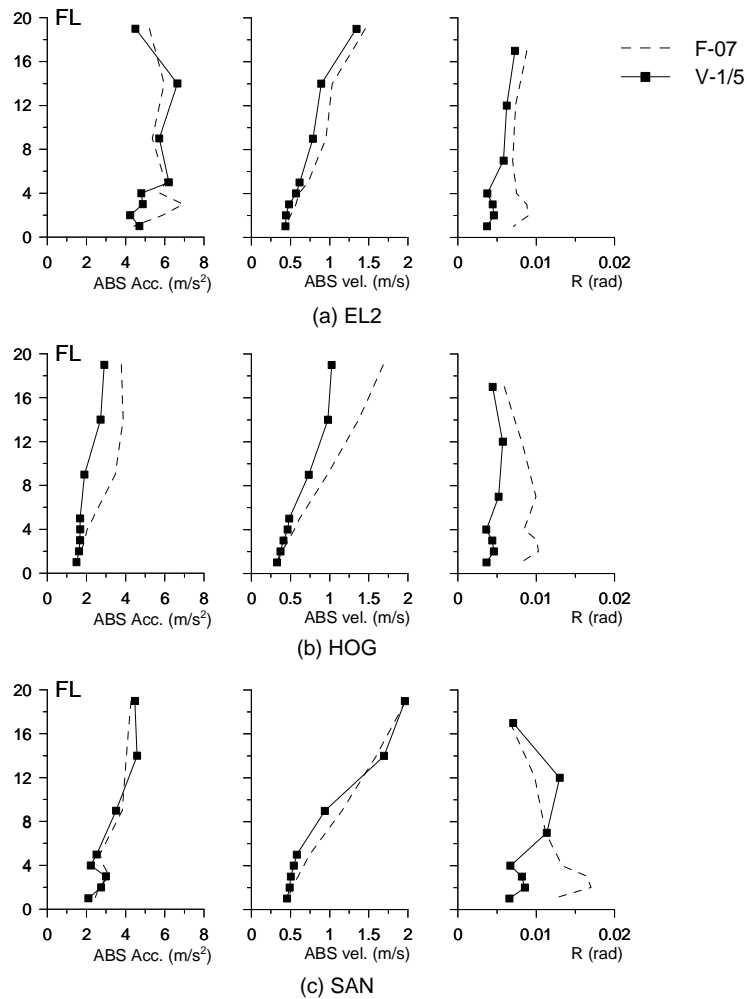 FL
20
16
12
8
4
0
0 2 4 6 8
ABS Acc. (m/s²)
0 0.5 1 1.5 2
ABS vel. (m/s)
0 0.01 0.02
R (rad)
F-07
V-1/5
(a) EL2
FL
20
16
12
8
4
0
0 2 4 6 8
ABS Acc. (m/s²)
0 0.5 1 1.5 2
ABS vel. (m/s)
0 0.01 0.02
R (rad)
(b) HOG
FL
20
16
12
8
4
0
0 2 4 6 8
ABS Acc. (m/s²)
0 0.5 1 1.5 2
ABS vel. (m/s)
0 0.01 0.02
R (rad)
(c) SAN